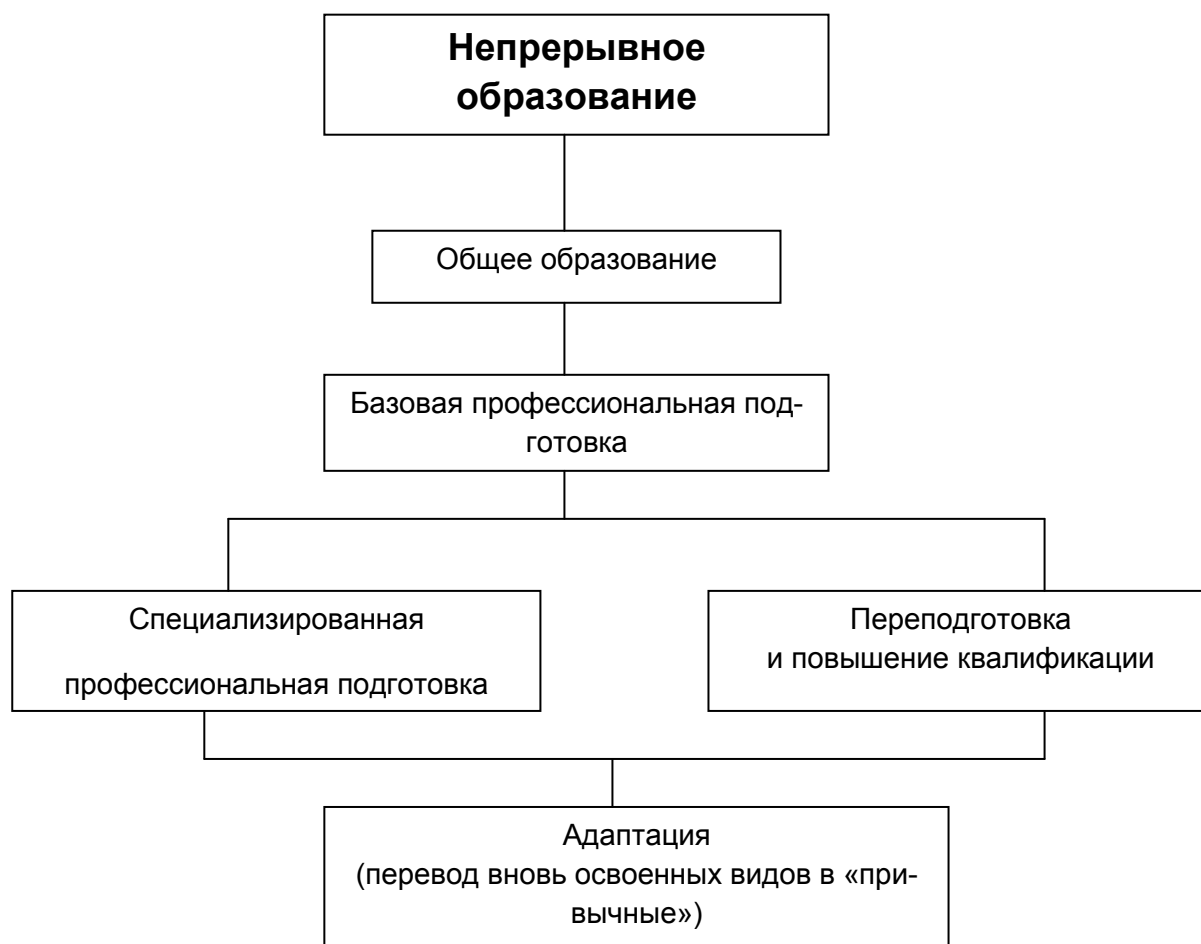 Непрерывное
образование
Общее образование
Базовая профессиональная под-
готовка
Специализированная
профессиональная подготовка
Переподготовка
и повышение квалификации
Адаптация
(перевод вновь освоенных видов в «при-
вычные»)